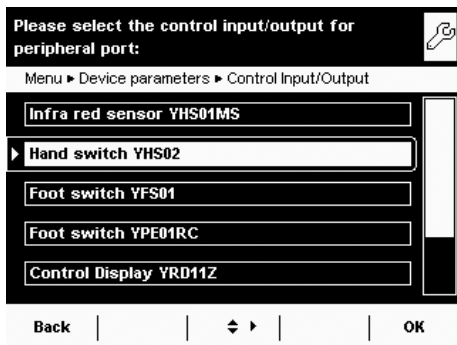 Please select the control input/output for
peripheral port:
Menu ▸ Device parameters ▸ Control Input/Output
Infra red sensor YHS01MS
Hand switch YHS02
Foot switch YFS01
Foot switch YPE01RC
Control Display YRD11Z
Back OK